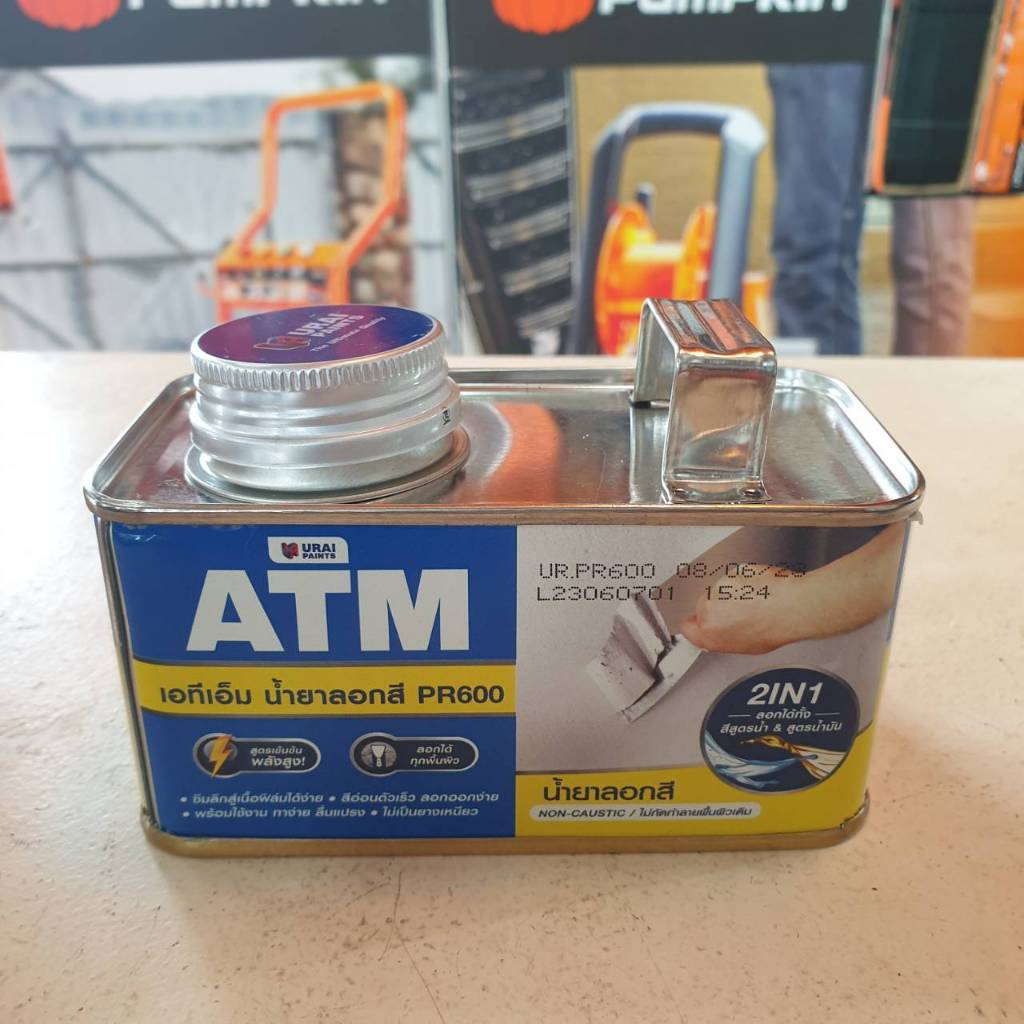 PUMPKIN
PUMPKIN
URAI
PAINTS
URAI
PAINTS
ATM
เอทีเอ็ม น้ำยาลอกสี PR600
สูตรเข้มข้น
พลังสูง!
ลอกได้
ทุกพื้นผิว
• ซึมลึกสู่เนื้อฟิล์มได้ง่าย • สีอ่อนตัวเร็ว ลอกออกง่าย
• พร้อมใช้งาน ทาง่าย ลื่นแปรง • ไม่เป็นยางเหนียว
UR.PR600 08/06/23
L23060701 15:24
2IN1
ลอกได้ทั้ง
สีสูตรน้ำ & สูตรน้ำมัน
น้ำยาลอกสี
NON-CAUSTIC / ไม่กัดทำลายพื้นผิวเดิม